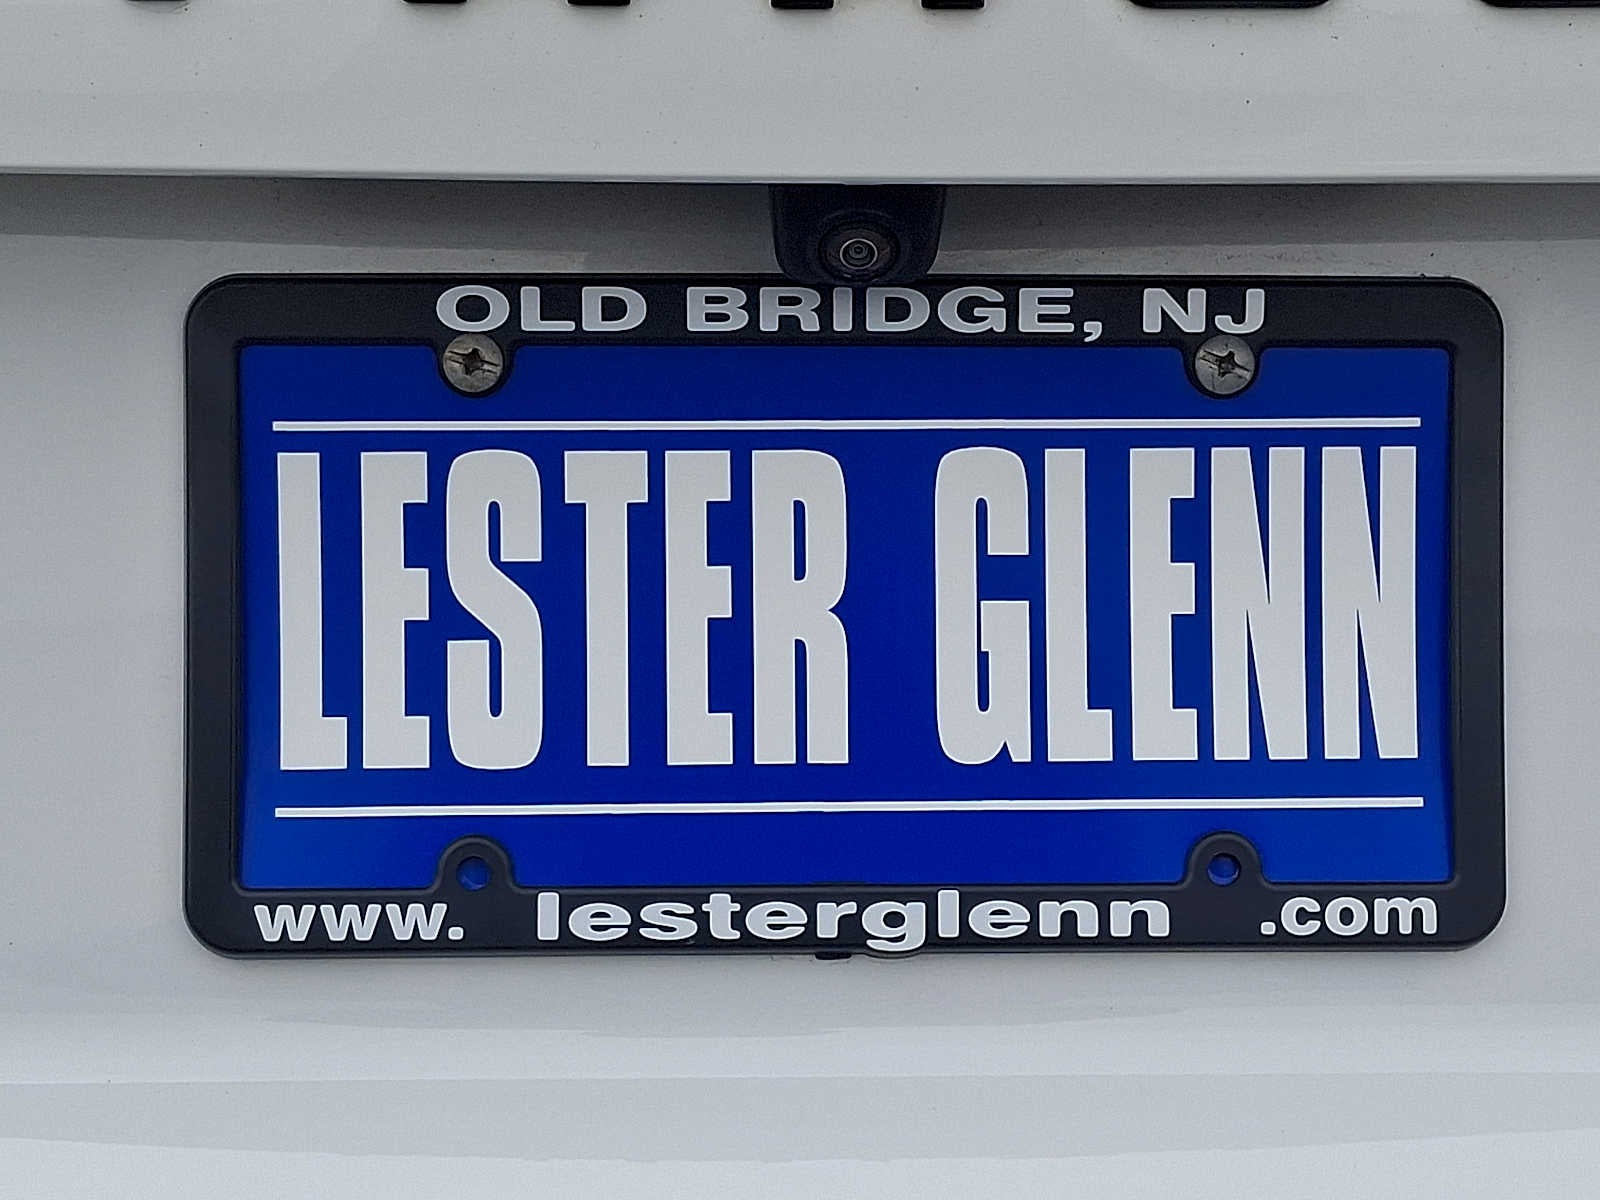 OLD BRIDGE, NJ
LESTER GLENN
www. lesterglenn .com